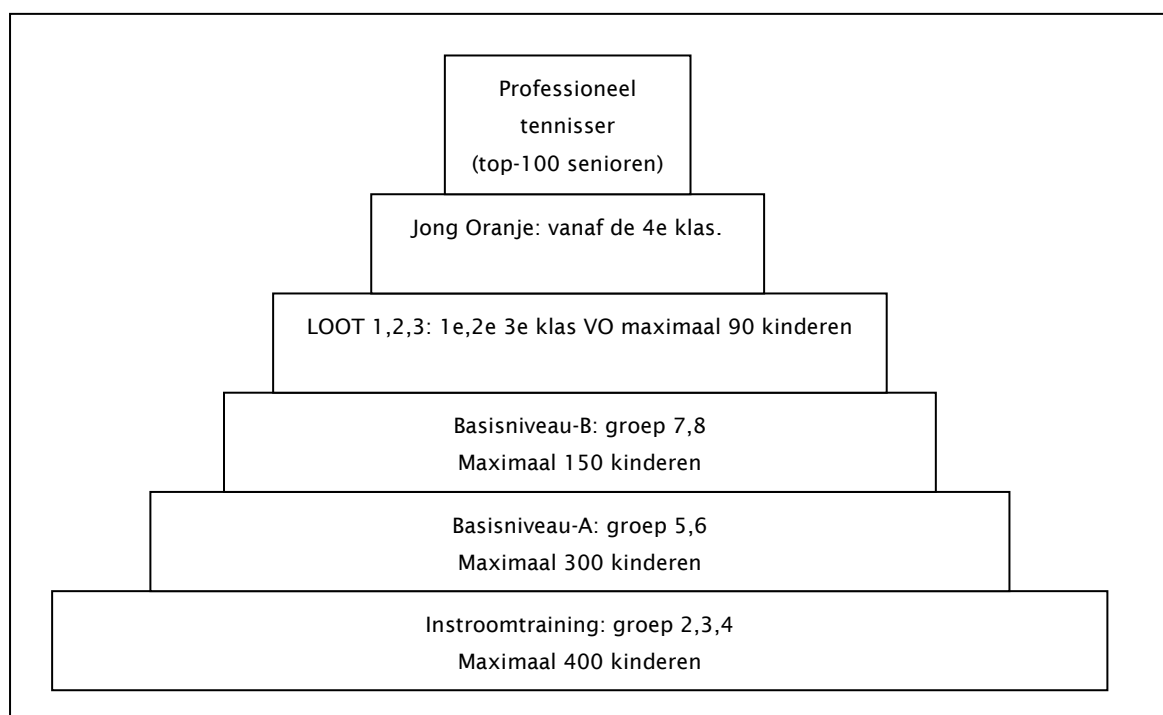 Professioneel
tennisser
(top-100 senioren)
Jong Oranje: vanaf de 4e klas.
LOOT 1,2,3: 1e,2e 3e klas VO maximaal 90 kinderen
Basisniveau-B: groep 7,8
Maximaal 150 kinderen
Basisniveau-A: groep 5,6
Maximaal 300 kinderen
Instroomtraining: groep 2,3,4
Maximaal 400 kinderen